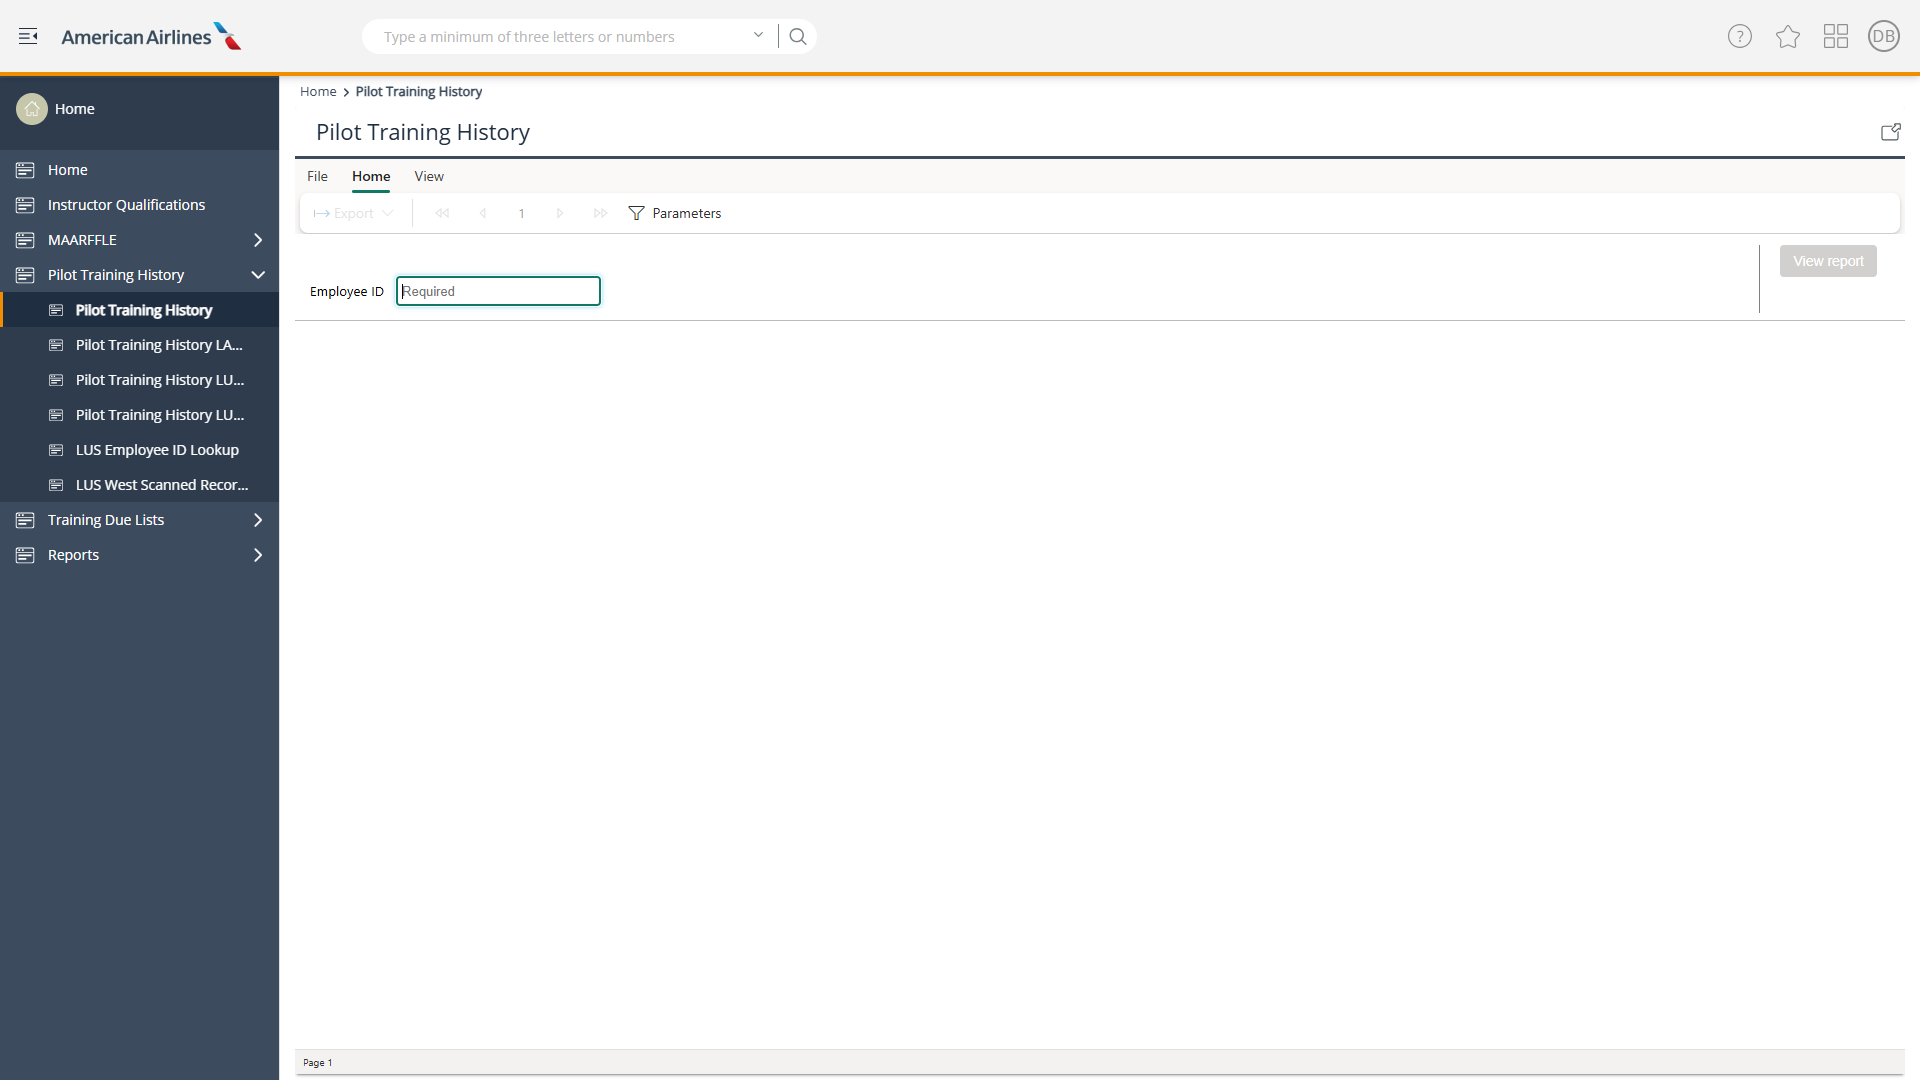 American Airlines
Type a minimum of three letters or numbers
?
DB
Home
Home
Instructor Qualifications
MAARFFLE
Pilot Training History
Pilot Training History
Pilot Training History LA...
Pilot Training History LU...
Pilot Training History LU...
LUS Employee ID Lookup
LUS West Scanned Recor...
Training Due Lists
Reports
Home > Pilot Training History
Pilot Training History
File Home View
Export 1 Parameters
View report
Employee ID Required
Page 1